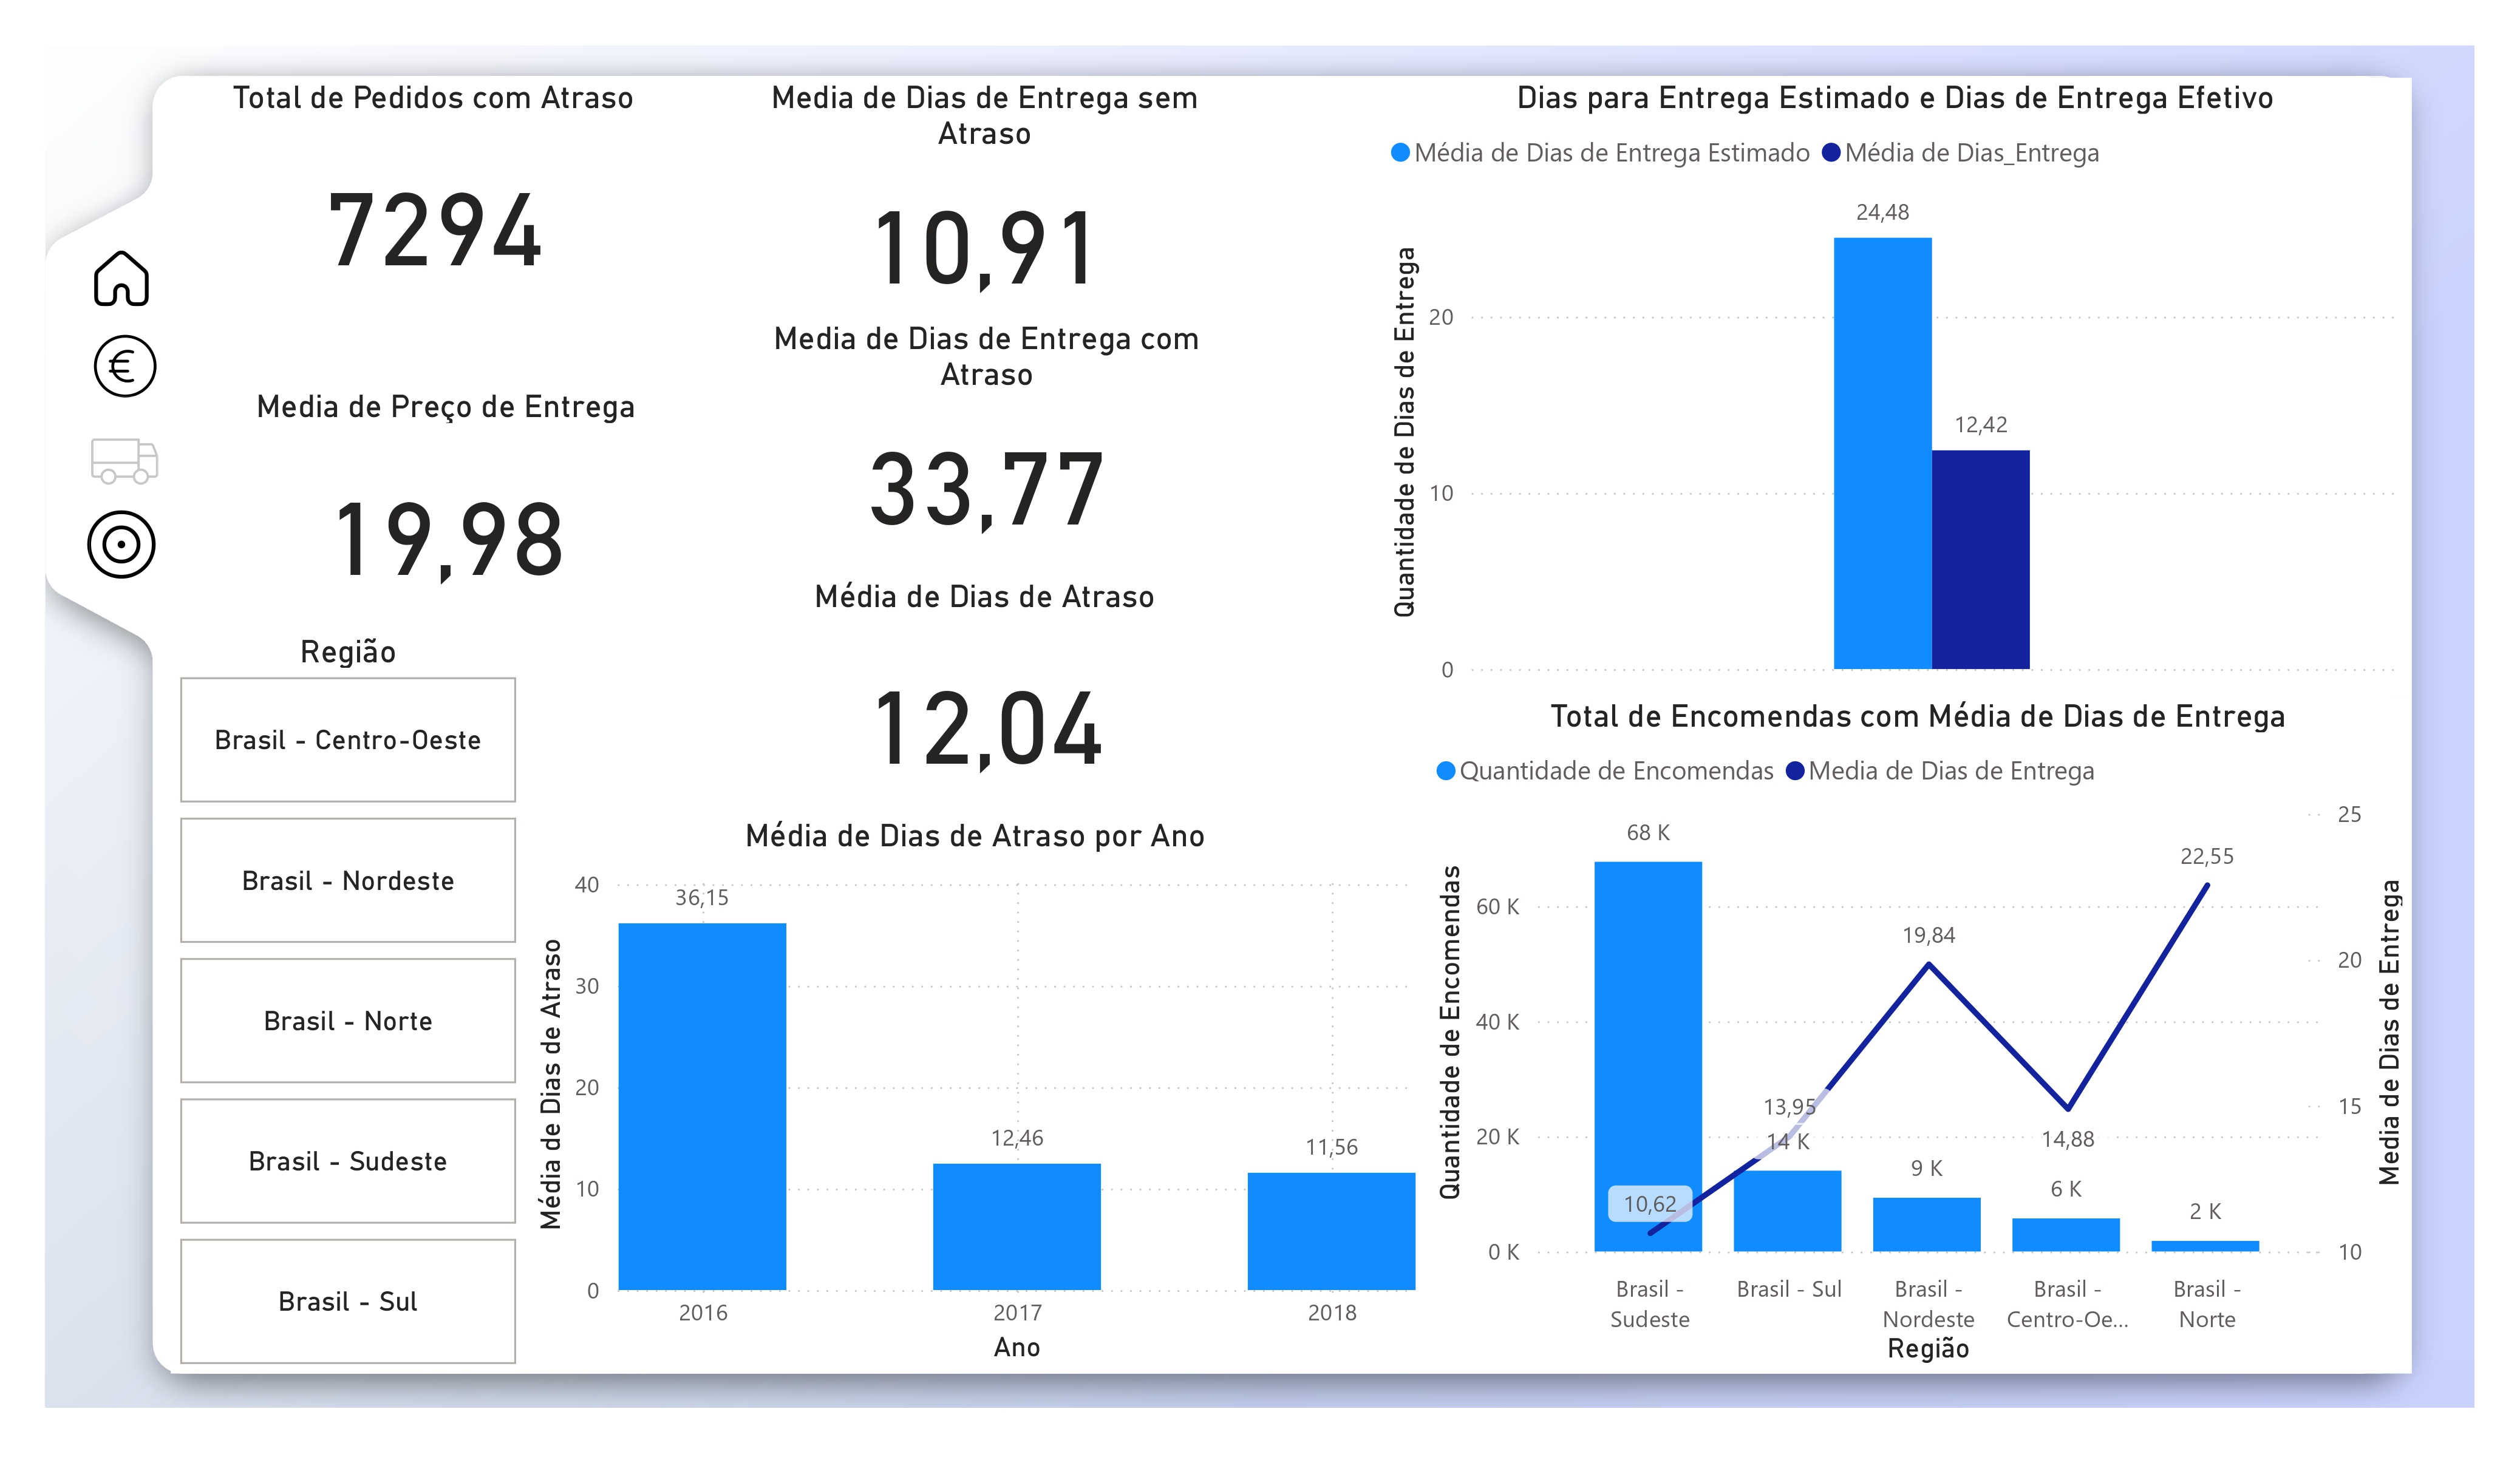 Total de Pedidos com Atraso
7294
Media de Preço de Entrega
19,98
Região
Brasil - Centro-Oeste
Brasil - Nordeste
Brasil - Norte
Brasil - Sudeste
Brasil - Sul
Media de Dias de Entrega sem
Atraso
10,91
Media de Dias de Entrega com
Atraso
33,77
Média de Dias de Atraso
12,04
Média de Dias de Atraso por Ano
Média de Dias de Atraso
40
30
20
10
0
36,15
12,46
11,56
2016
2017
2018
Ano
Dias para Entrega Estimado e Dias de Entrega Efetivo
Média de Dias de Entrega Estimado
Média de Dias_Entrega
Quantidade de Dias de Entrega
20
10
0
24,48
12,42
Total de Encomendas com Média de Dias de Entrega
Quantidade de Encomendas
Media de Dias de Entrega
Quantidade de Encomendas
60 K
40 K
20 K
0 K
68 K
14 K
9 K
6 K
2 K
10,62
13,95
19,84
14,88
22,55
25
20
15
10
Media de Dias de Entrega
Brasil -
Sudeste
Brasil - Sul
Brasil -
Nordeste
Brasil -
Centro-Oe...
Brasil -
Norte
Região